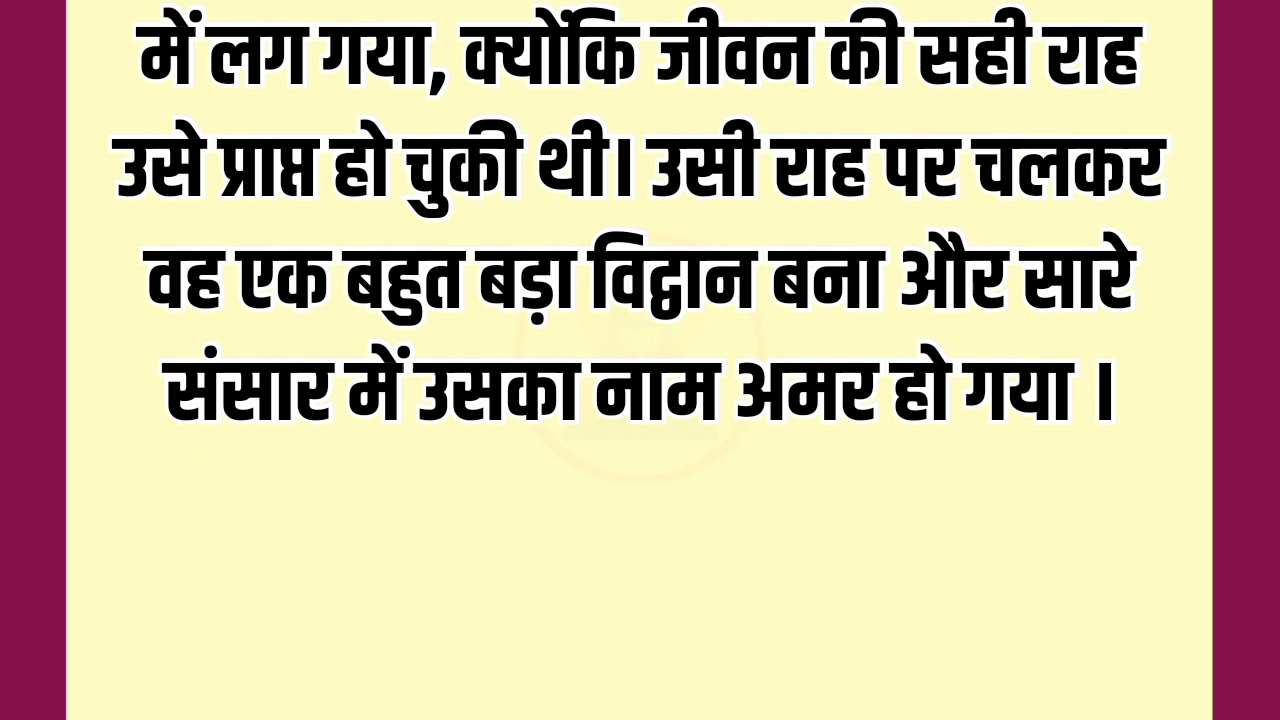 में लग गया, क्योंकि जीवन की सही राह
उसे प्राप्त हो चुकी थी। उसी राह पर चलकर
वह एक बहुत बड़ा विद्वान बना और सारे
संसार में उसका नाम अमर हो गया ।